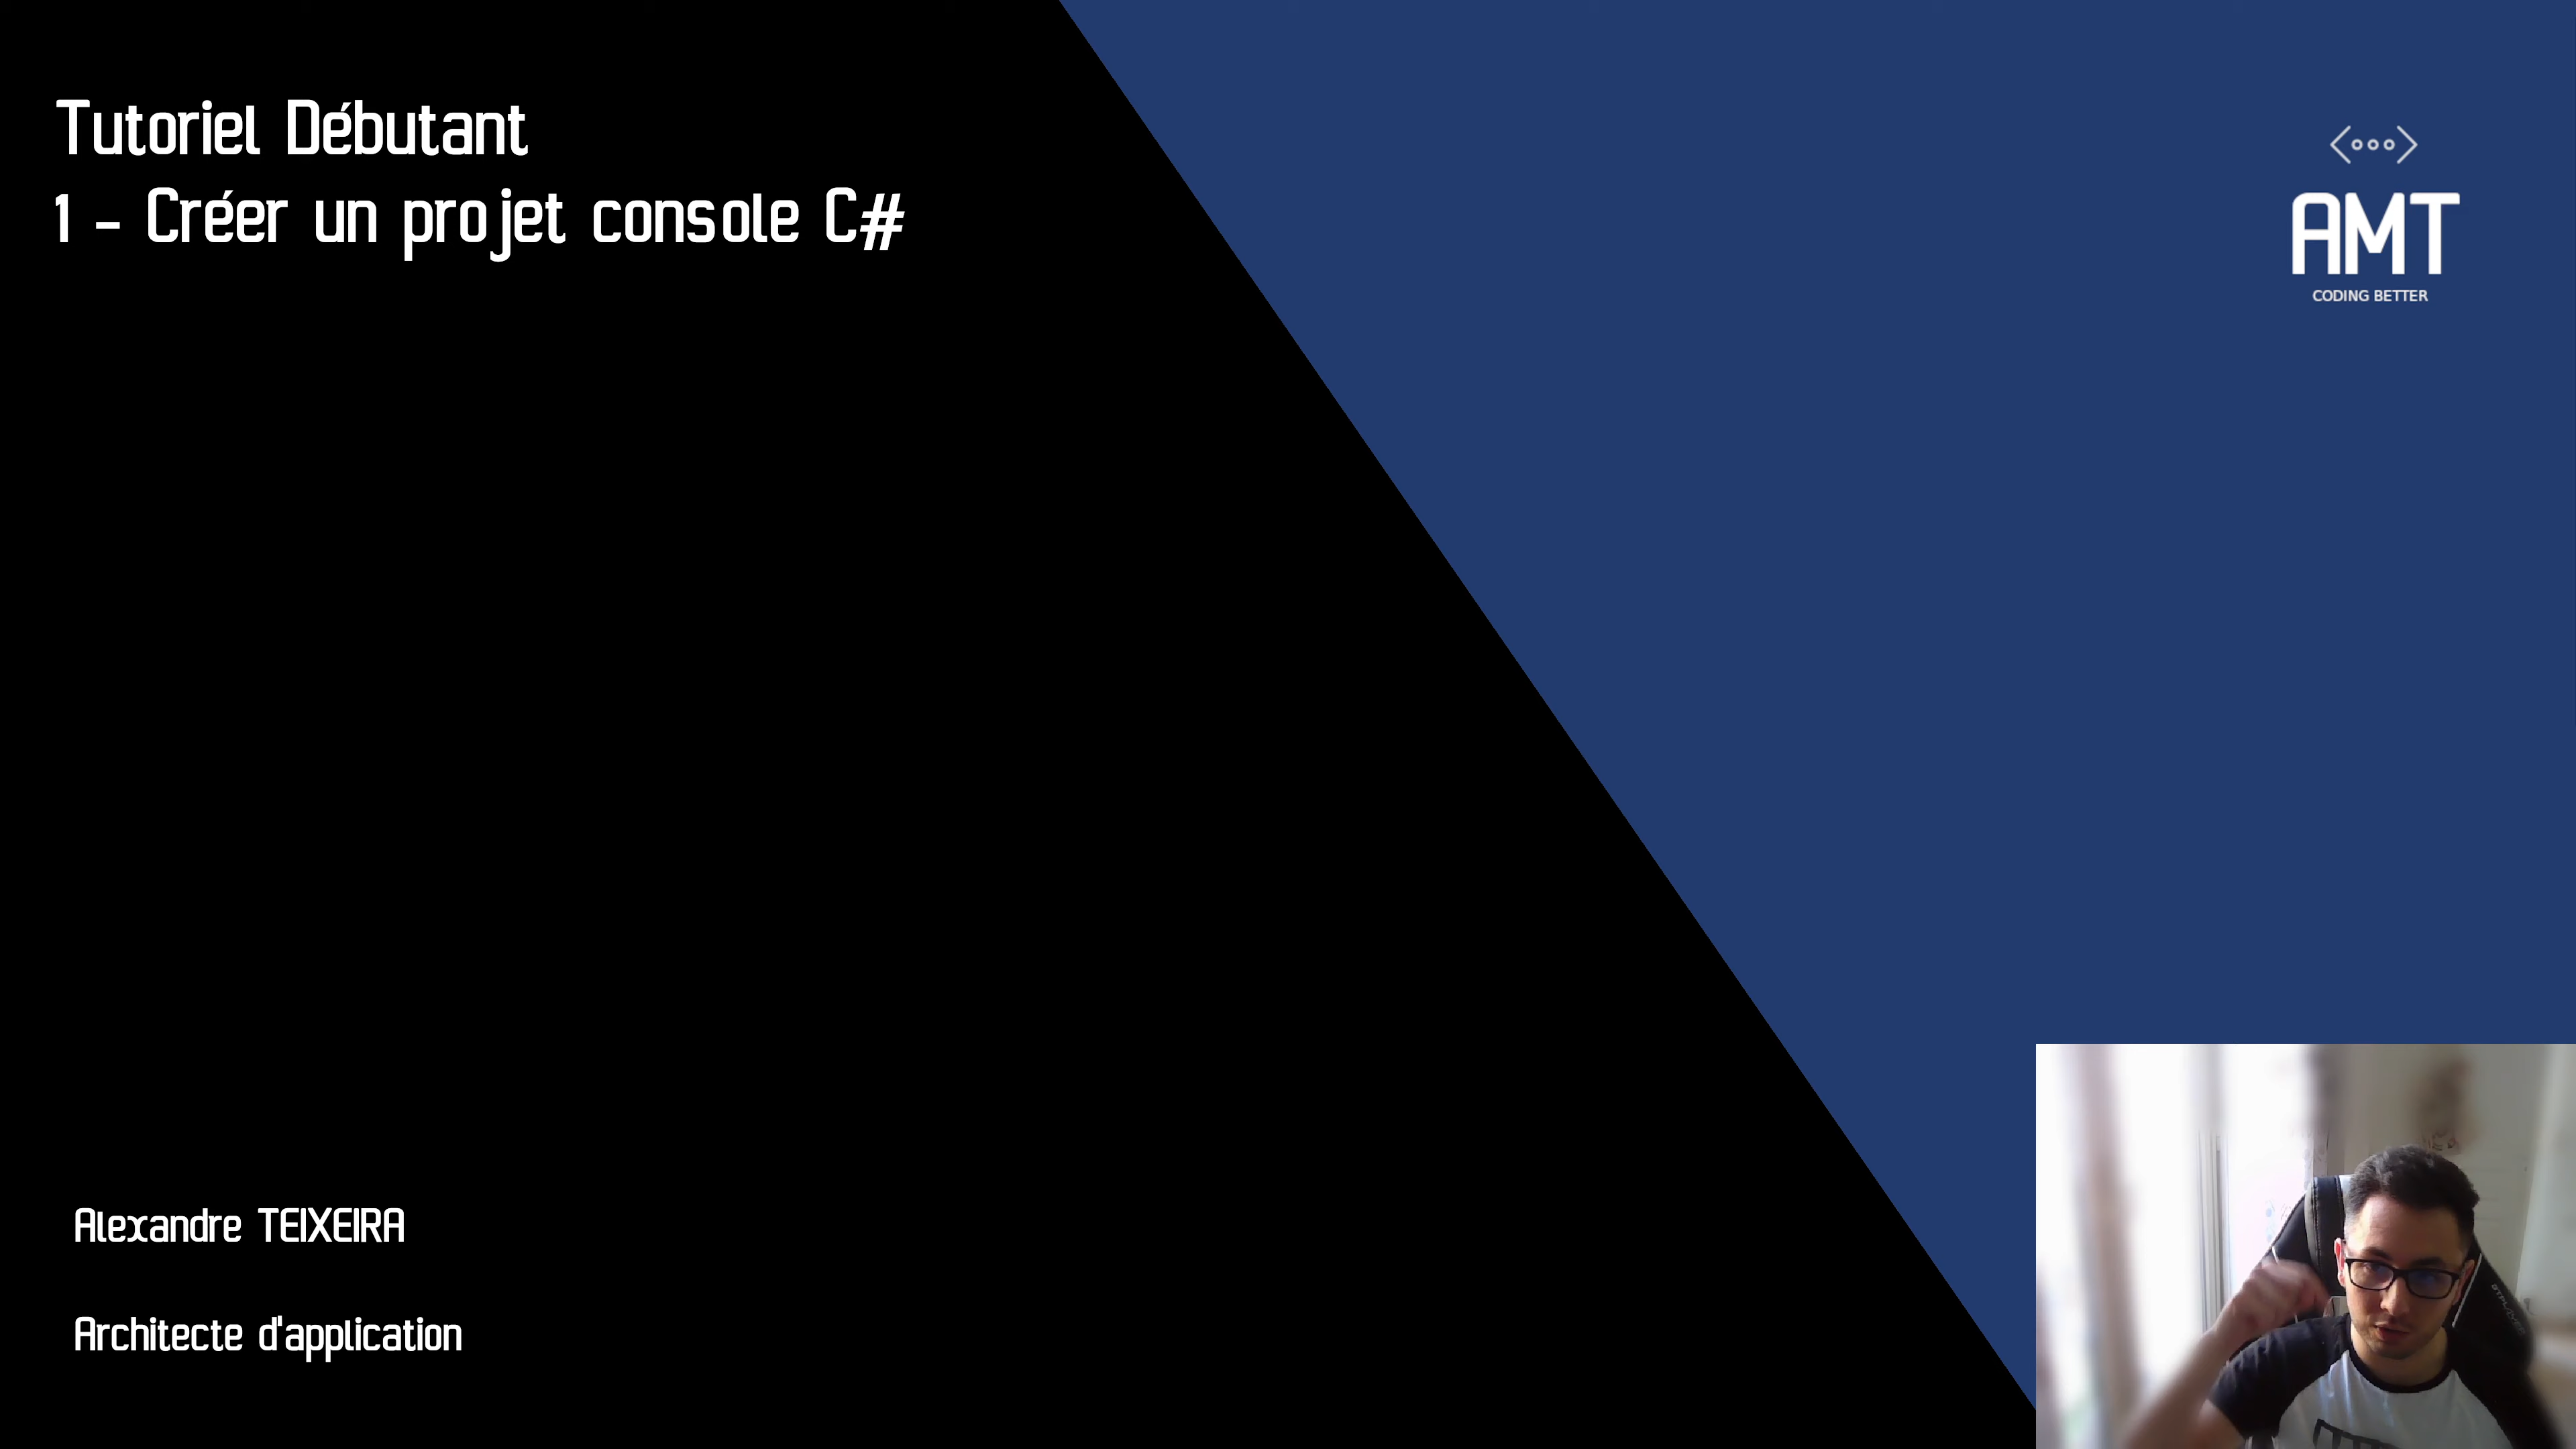 Tutoriel Débutant
1 - Créer un projet console C#
AMT
CODING BETTER
Alexandre TEIXEIRA
Architecte d'application